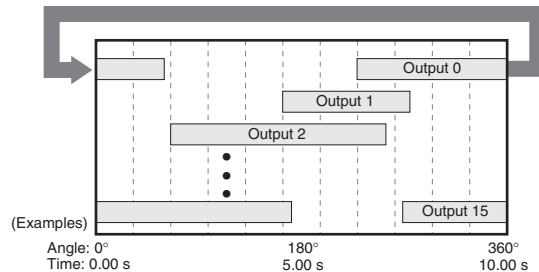 Output 0
Output 1
Output 2
Output 15
(Examples)
Angle: 0° 180° 360°
Time: 0.00 s 5.00 s 10.00 s